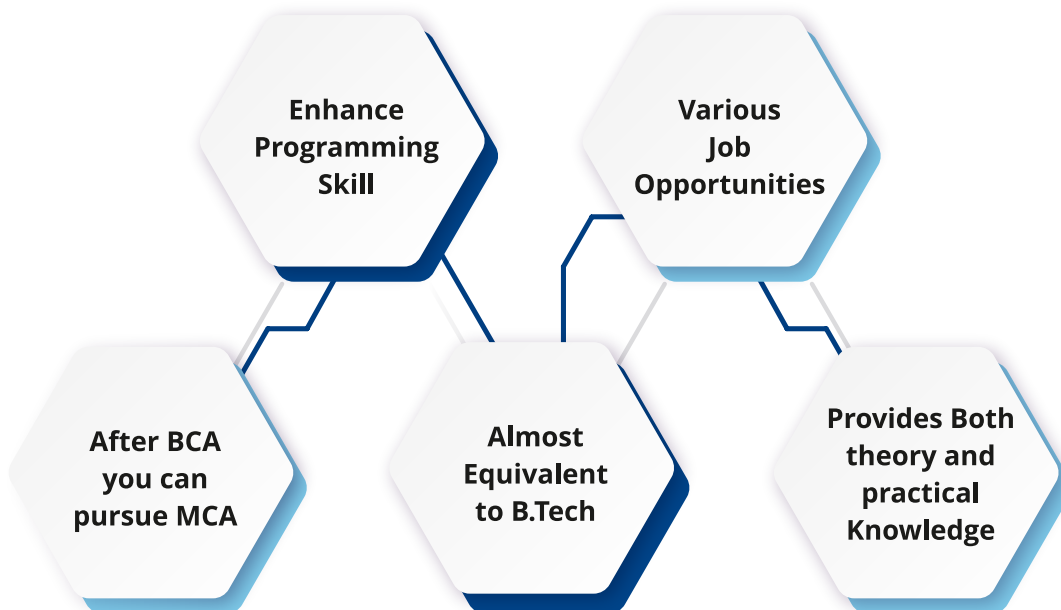 Enhance
Programming
Skill
Various
Job
Opportunities
After BCA
you can
pursue MCA
Almost
Equivalent
to B.Tech
Provides Both
theory and
practical
Knowledge